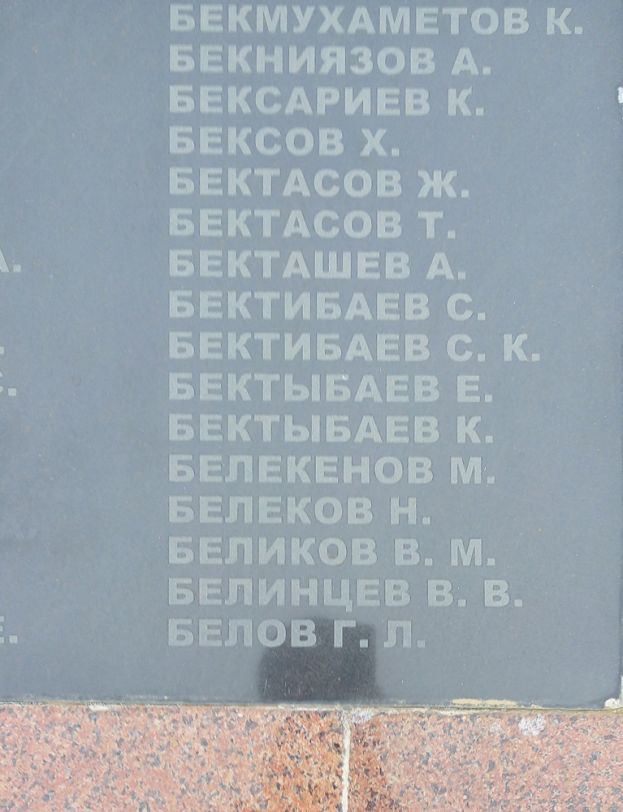 БЕКМУХАМЕТОВ К.
БЕКНИЯЗОВ А.
БЕКСАРИЕВ К.
БЕКСОВ Х.
БЕКТАСОВ Ж.
БЕКТАСОВ Т.
БЕКТАШЕВ А.
БЕКТИБАЕВ С.
БЕКТИБАЕВ С. К.
БЕКТЫБАЕВ Е.
БЕКТЫБАЕВ К.
БЕЛЕКЕНОВ М.
БЕЛЕКОВ Н.
БЕЛИКОВ В. М.
БЕЛИНЦЕВ В. В.
БЕЛОВ Г. Л.